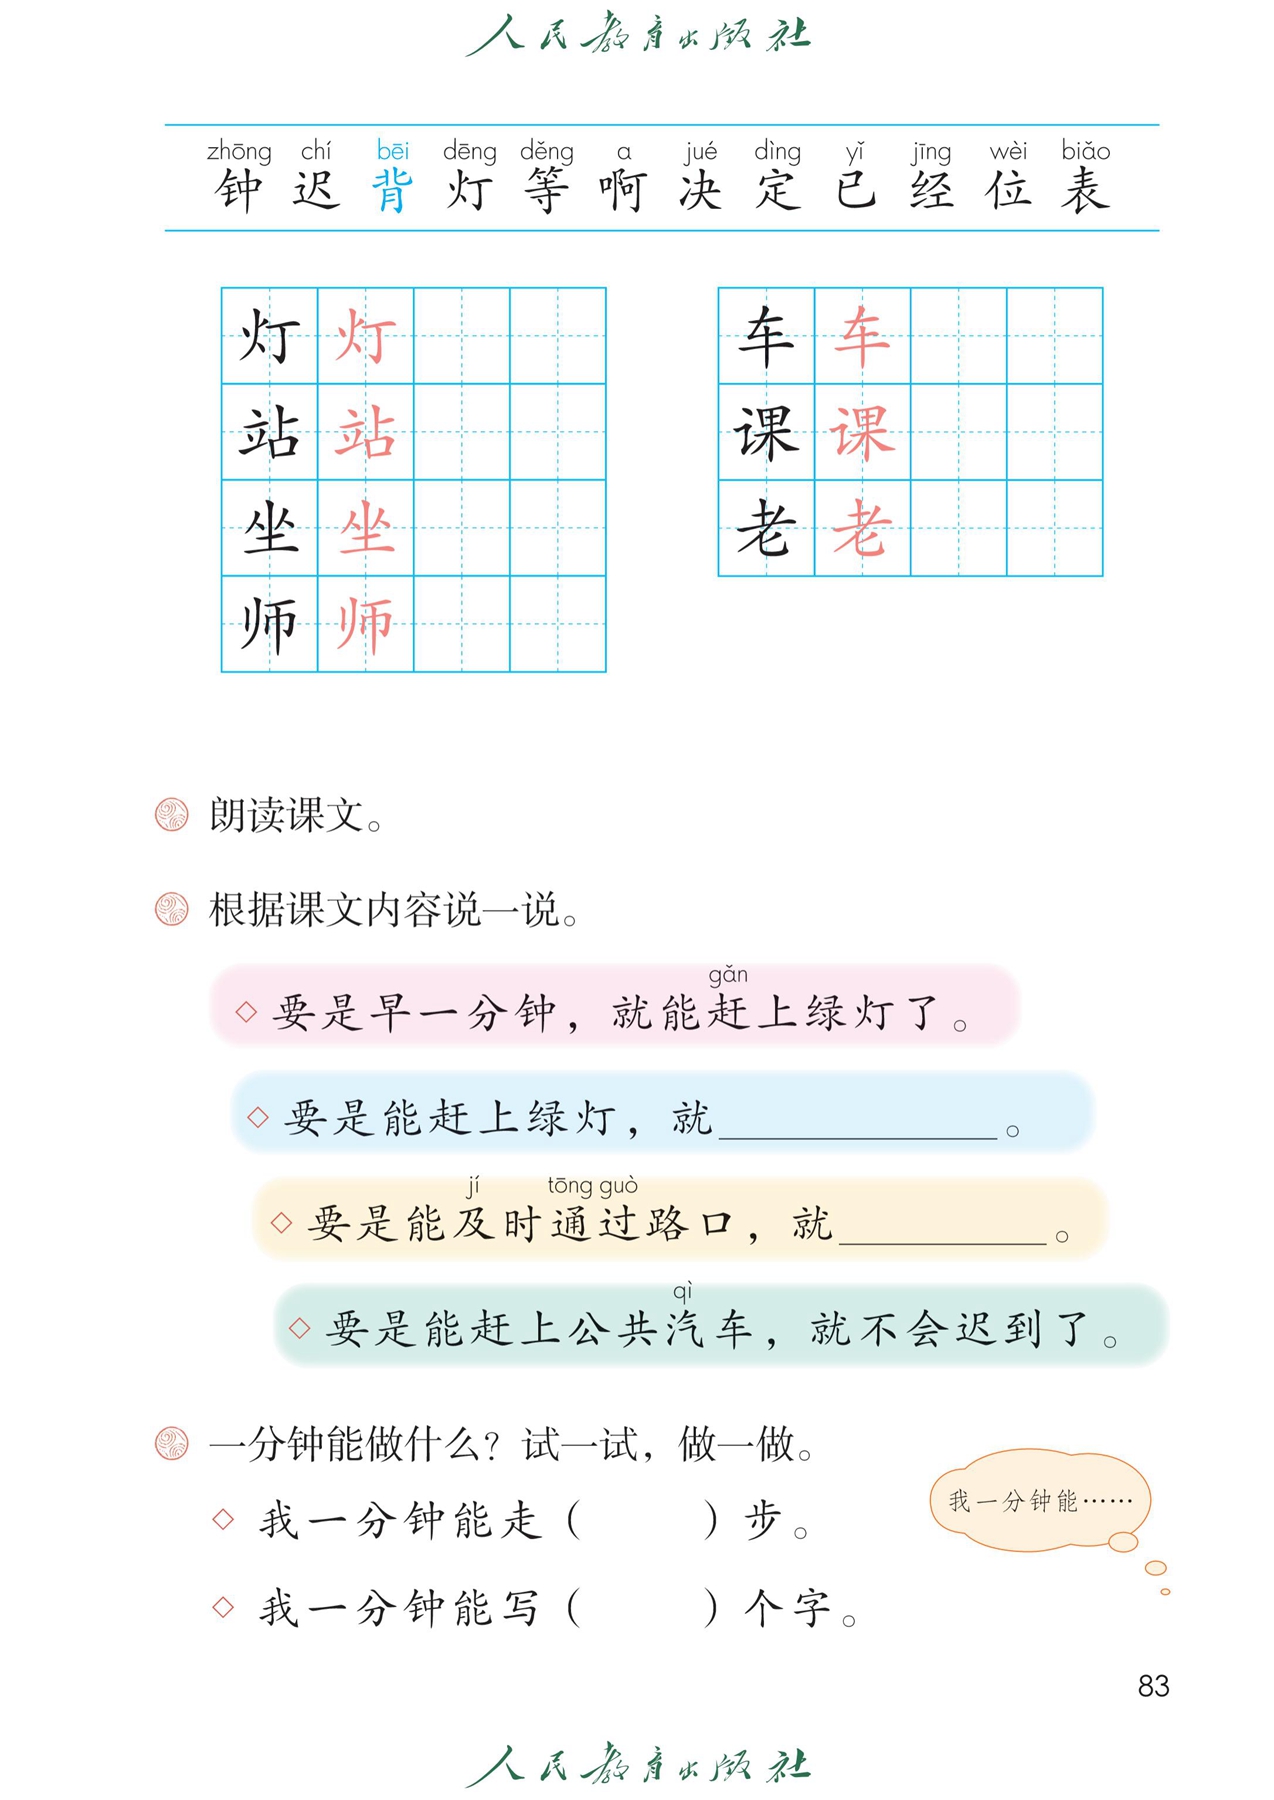 人民教育出版社
zhōng chí bēi dēng děng a jué dìng yǐ jīng wèi biǎo
钟 迟 背 灯 等 啊 决 定 已 经 位 表
灯 灯 车 车
站 站 课 课
坐 坐 老 老
师 师
朗读课文。
根据课文内容说一说。
gǎn
◇ 要是早一分钟，就能赶上绿灯了。
◇ 要是能赶上绿灯，就____________。
jí tōng guò
◇ 要是能及时通过路口，就_________。
qì
◇ 要是能赶上公共汽车，就不会迟到了。
一分钟能做什么？试一试，做一做。
我一分钟能……
◇ 我一分钟能走（ ）步。
◇ 我一分钟能写（ ）个字。
83
人民教育出版社